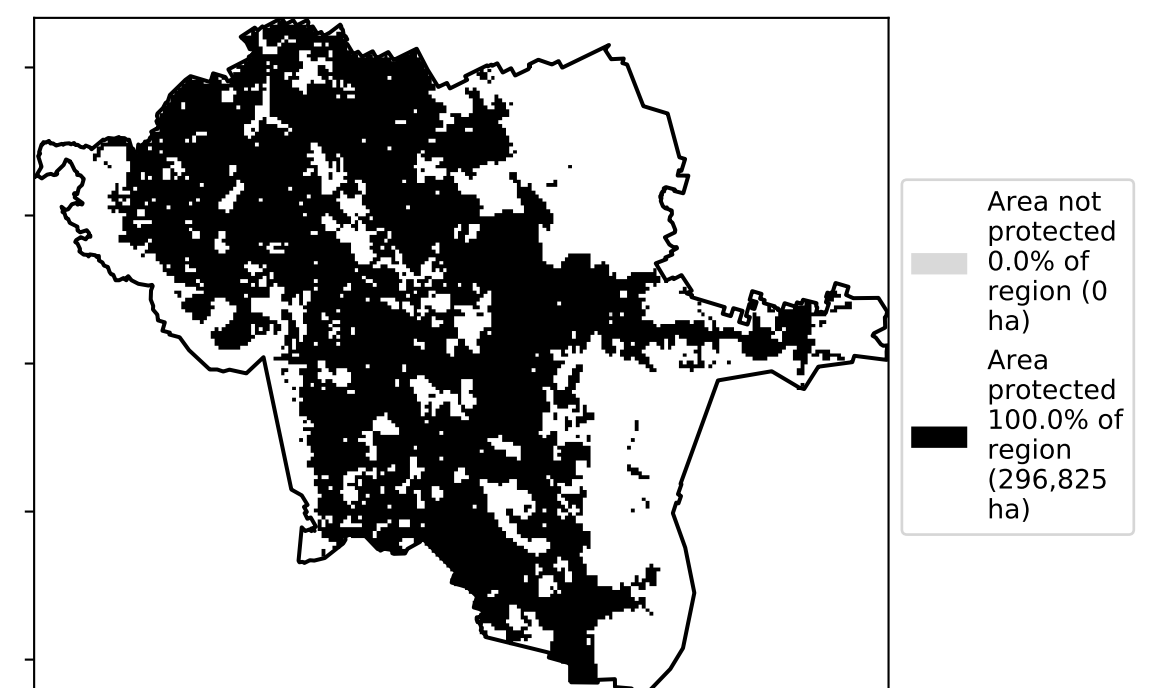 Area not
protected
0.0% of
region (0
ha)
Area
protected
100.0% of
region
(296,825
ha)